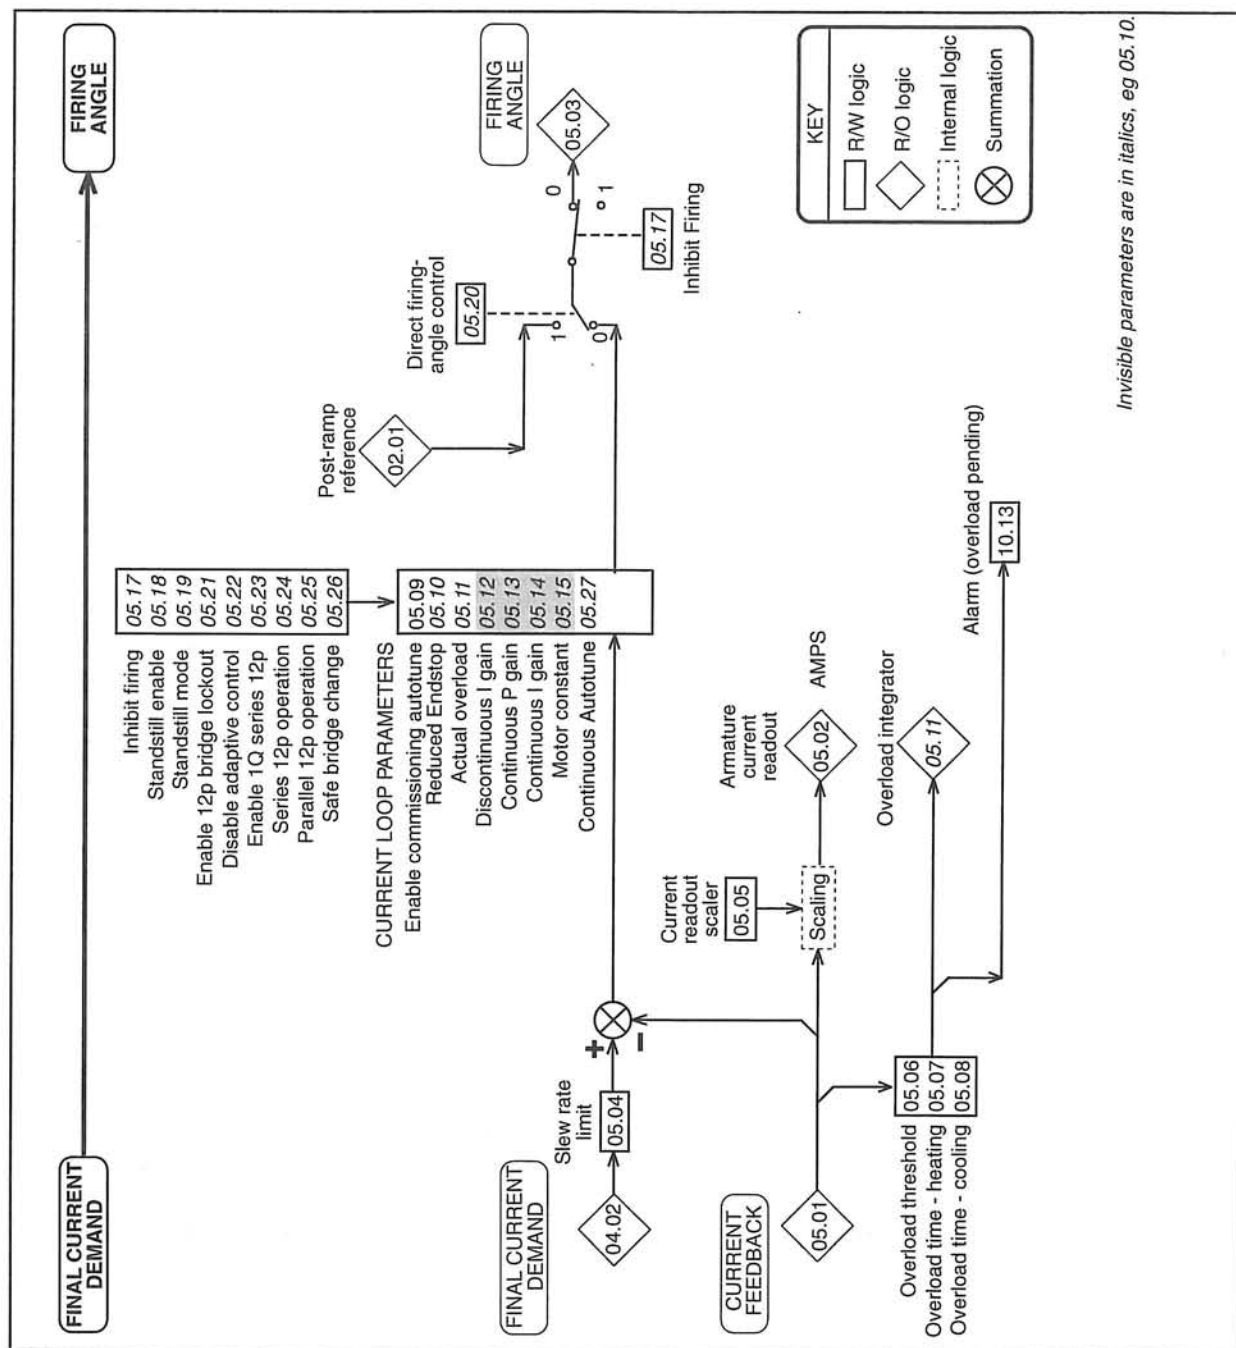 FINAL CURRENT
DEMAND
FIRING
ANGLE
Inhibit firing 05.17
Standstill enable 05.18
Standstill mode 05.19
Enable 12p bridge lockout 05.21
Disable adaptive control 05.22
Enable 1Q series 12p 05.23
Series 12p operation 05.24
Parallel 12p operation 05.25
Safe bridge change 05.26
CURRENT LOOP PARAMETERS
Enable commissioning autotune 05.09
Reduced Endstop 05.10
Actual overload 05.11
Discontinuous I gain 05.12
Continuous P gain 05.13
Continuous I gain 05.14
Motor constant 05.15
Continuous Autotune 05.27
Post-ramp
reference
02.01
Direct firing-
angle control
05.20
1
0
FIRING
ANGLE
05.03
0
1
05.17
Inhibit Firing
FINAL CURRENT
DEMAND
04.02
Slew rate
limit
05.04
+
−
CURRENT
FEEDBACK
05.01
Current
readout
scaler
05.05
Scaling
Armature
current
readout
05.02
AMPS
Overload threshold 05.06
Overload time - heating 05.07
Overload time - cooling 05.08
Overload integrator
05.11
Alarm (overload pending)
10.13
KEY
R/W logic
R/O logic
Internal logic
Summation
Invisible parameters are in italics, eg 05.10.